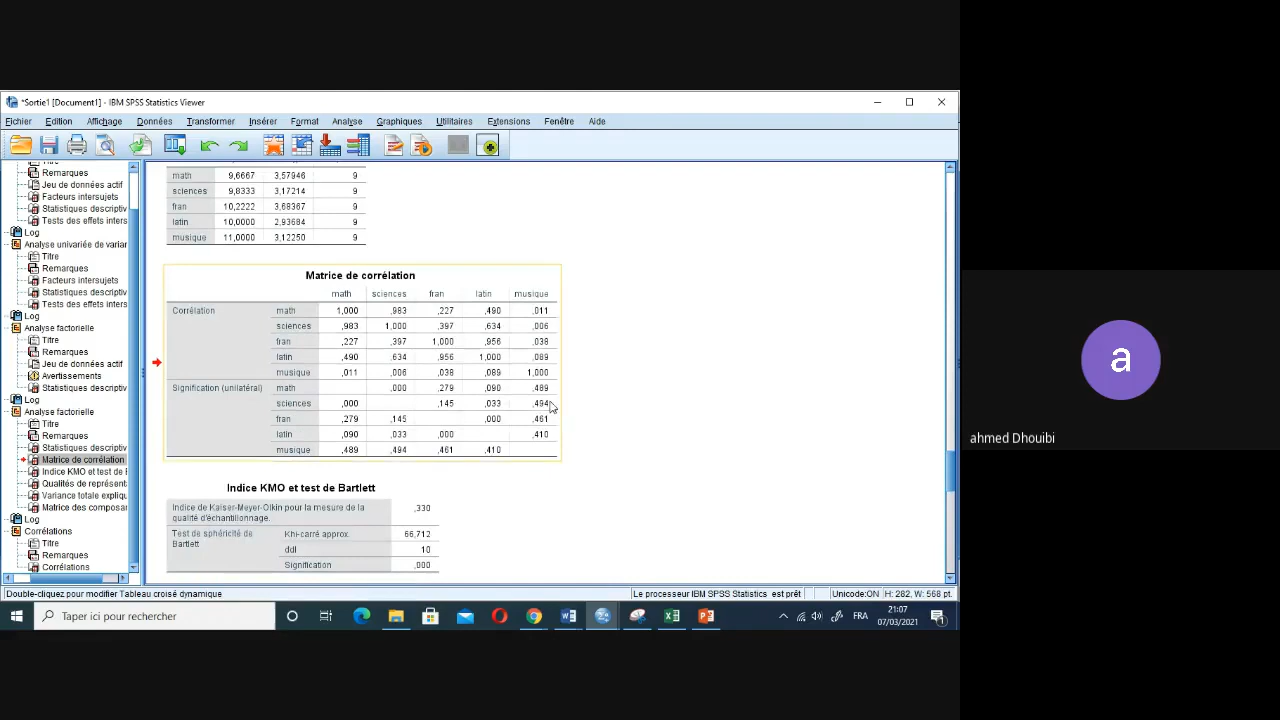 *Sortie1 [Document1] - IBM SPSS Statistics Viewer
Fichier Edition Affichage Données Transformer Insérer Format Analyse Graphiques Utilitaires Extensions Fenêtre Aide
Remarques
Jeu de données actif
Facteurs intersujets
Statistiques descriptiv
Tests des effets inters
Log
Analyse univariée de varian
Titre
Remarques
Facteurs intersujets
Statistiques descriptiv
Tests des effets inters
Log
Analyse factorielle
Titre
Remarques
Jeu de données actif
Avertissements
Statistiques descriptiv
Log
Analyse factorielle
Titre
Remarques
Statistiques descriptiv
Matrice de corrélation
Indice KMO et test de B
Qualités de représent
Variance totale expliqu
Matrice des composar
Log
Corrélations
Titre
Remarques
Corrélations
math 9,6667 3,57946 9
sciences 9,8333 3,17214 9
fran 10,2222 3,68367 9
latin 10,0000 2,93684 9
musique 11,0000 3,12250 9
Matrice de corrélation
math sciences fran latin musique
Corrélation math 1,000 ,983 ,227 ,490 ,011
sciences ,983 1,000 ,397 ,634 ,006
fran ,227 ,397 1,000 ,956 ,038
latin ,490 ,634 ,956 1,000 ,089
musique ,011 ,006 ,038 ,089 1,000
Signification (unilatéral) math ,000 ,279 ,090 ,489
sciences ,000 ,145 ,033 ,494
fran ,279 ,145 ,000 ,461
latin ,090 ,033 ,000 ,410
musique ,489 ,494 ,461 ,410
Indice KMO et test de Bartlett
Indice de Kaiser-Meyer-Olkin pour la mesure de la
qualité d'échantillonnage. ,330
Test de sphéricité de Bartlett Khi-carré approx. 66,712
ddl 10
Signification ,000
Double-cliquez pour modifier Tableau croisé dynamique Le processeur IBM SPSS Statistics est prêt Unicode:ON H: 282, W: 568 pt.
Taper ici pour rechercher
FRA
21:07
07/03/2021
a
ahmed Dhouibi